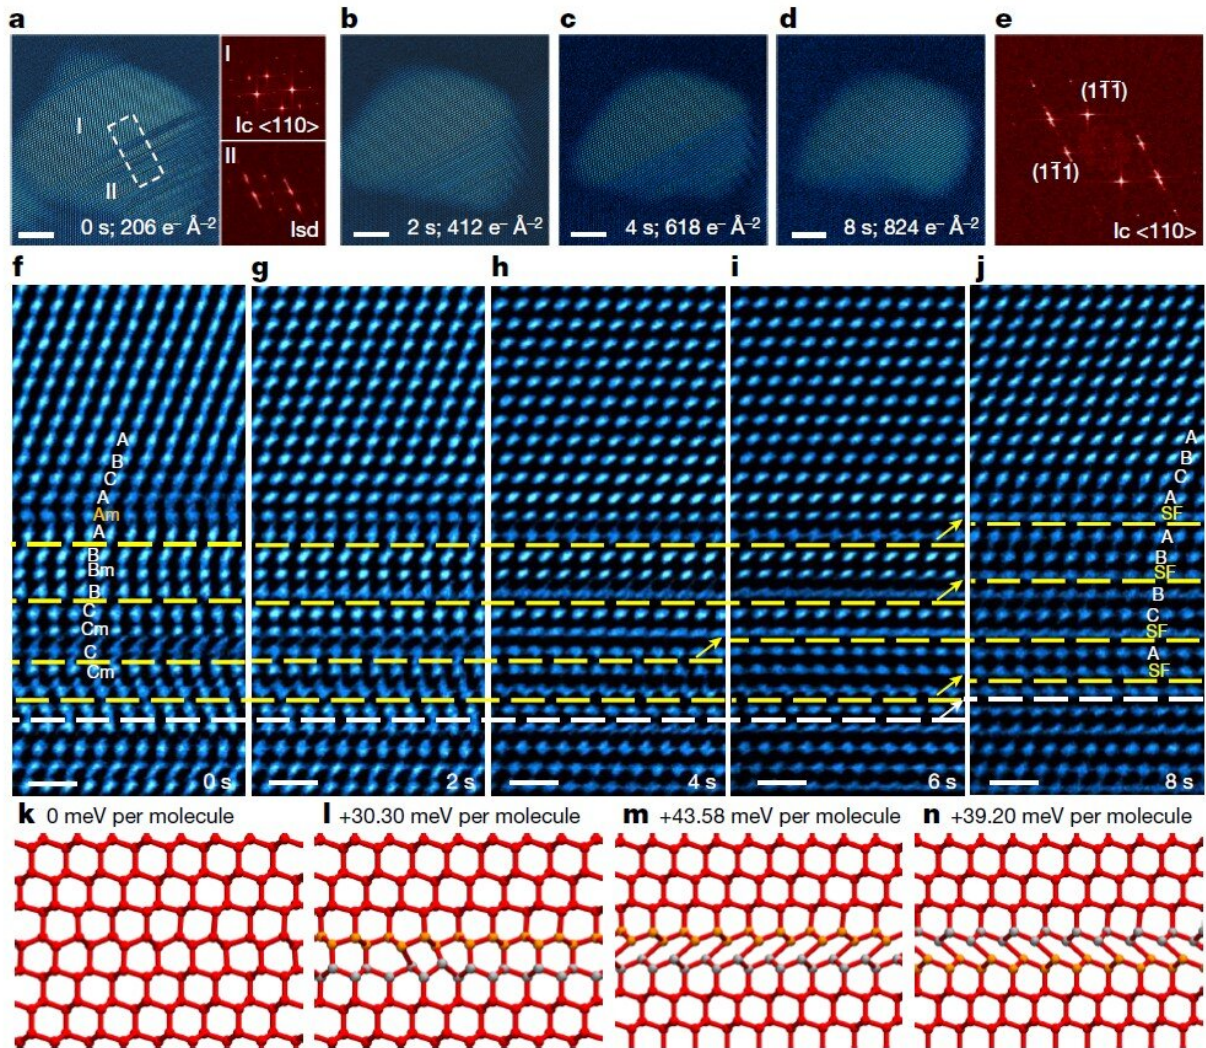 a
I
II
0 s; 206 e⁻ Å⁻²
I
Ic <110>
II
Isd
b
2 s; 412 e⁻ Å⁻²
c
4 s; 618 e⁻ Å⁻²
d
8 s; 824 e⁻ Å⁻²
e
(11̄1̄)
(11̄1)
Ic <110>
f
A
B
C
A
Am
A
B
Bm
B
C
Cm
C
Cm
0 s
g
2 s
h
4 s
i
6 s
j
A
B
C
A
SF
A
B
SF
B
C
SF
A
SF
8 s
k 0 meV per molecule
l +30.30 meV per molecule
m +43.58 meV per molecule
n +39.20 meV per molecule